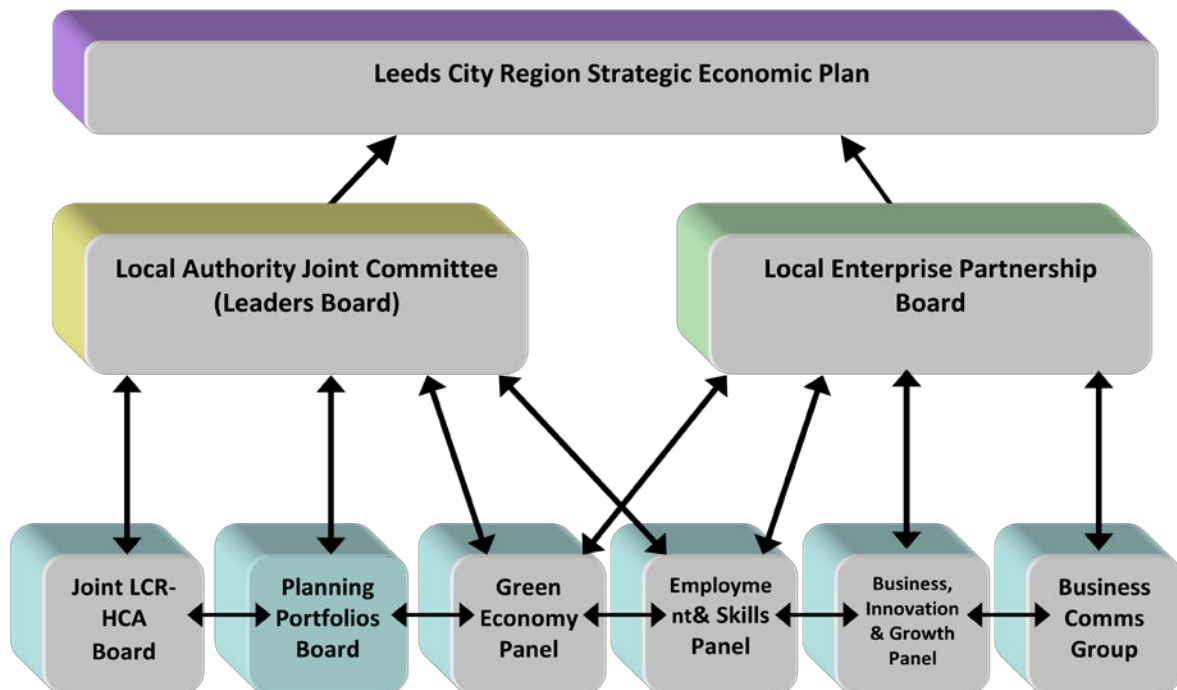 Leeds City Region Strategic Economic Plan
Local Authority Joint Committee
(Leaders Board)
Local Enterprise Partnership
Board
Joint LCR-
HCA
Board
Planning
Portfolios
Board
Green
Economy
Panel
Employme
nt& Skills
Panel
Business,
Innovation
& Growth
Panel
Business
Comms
Group